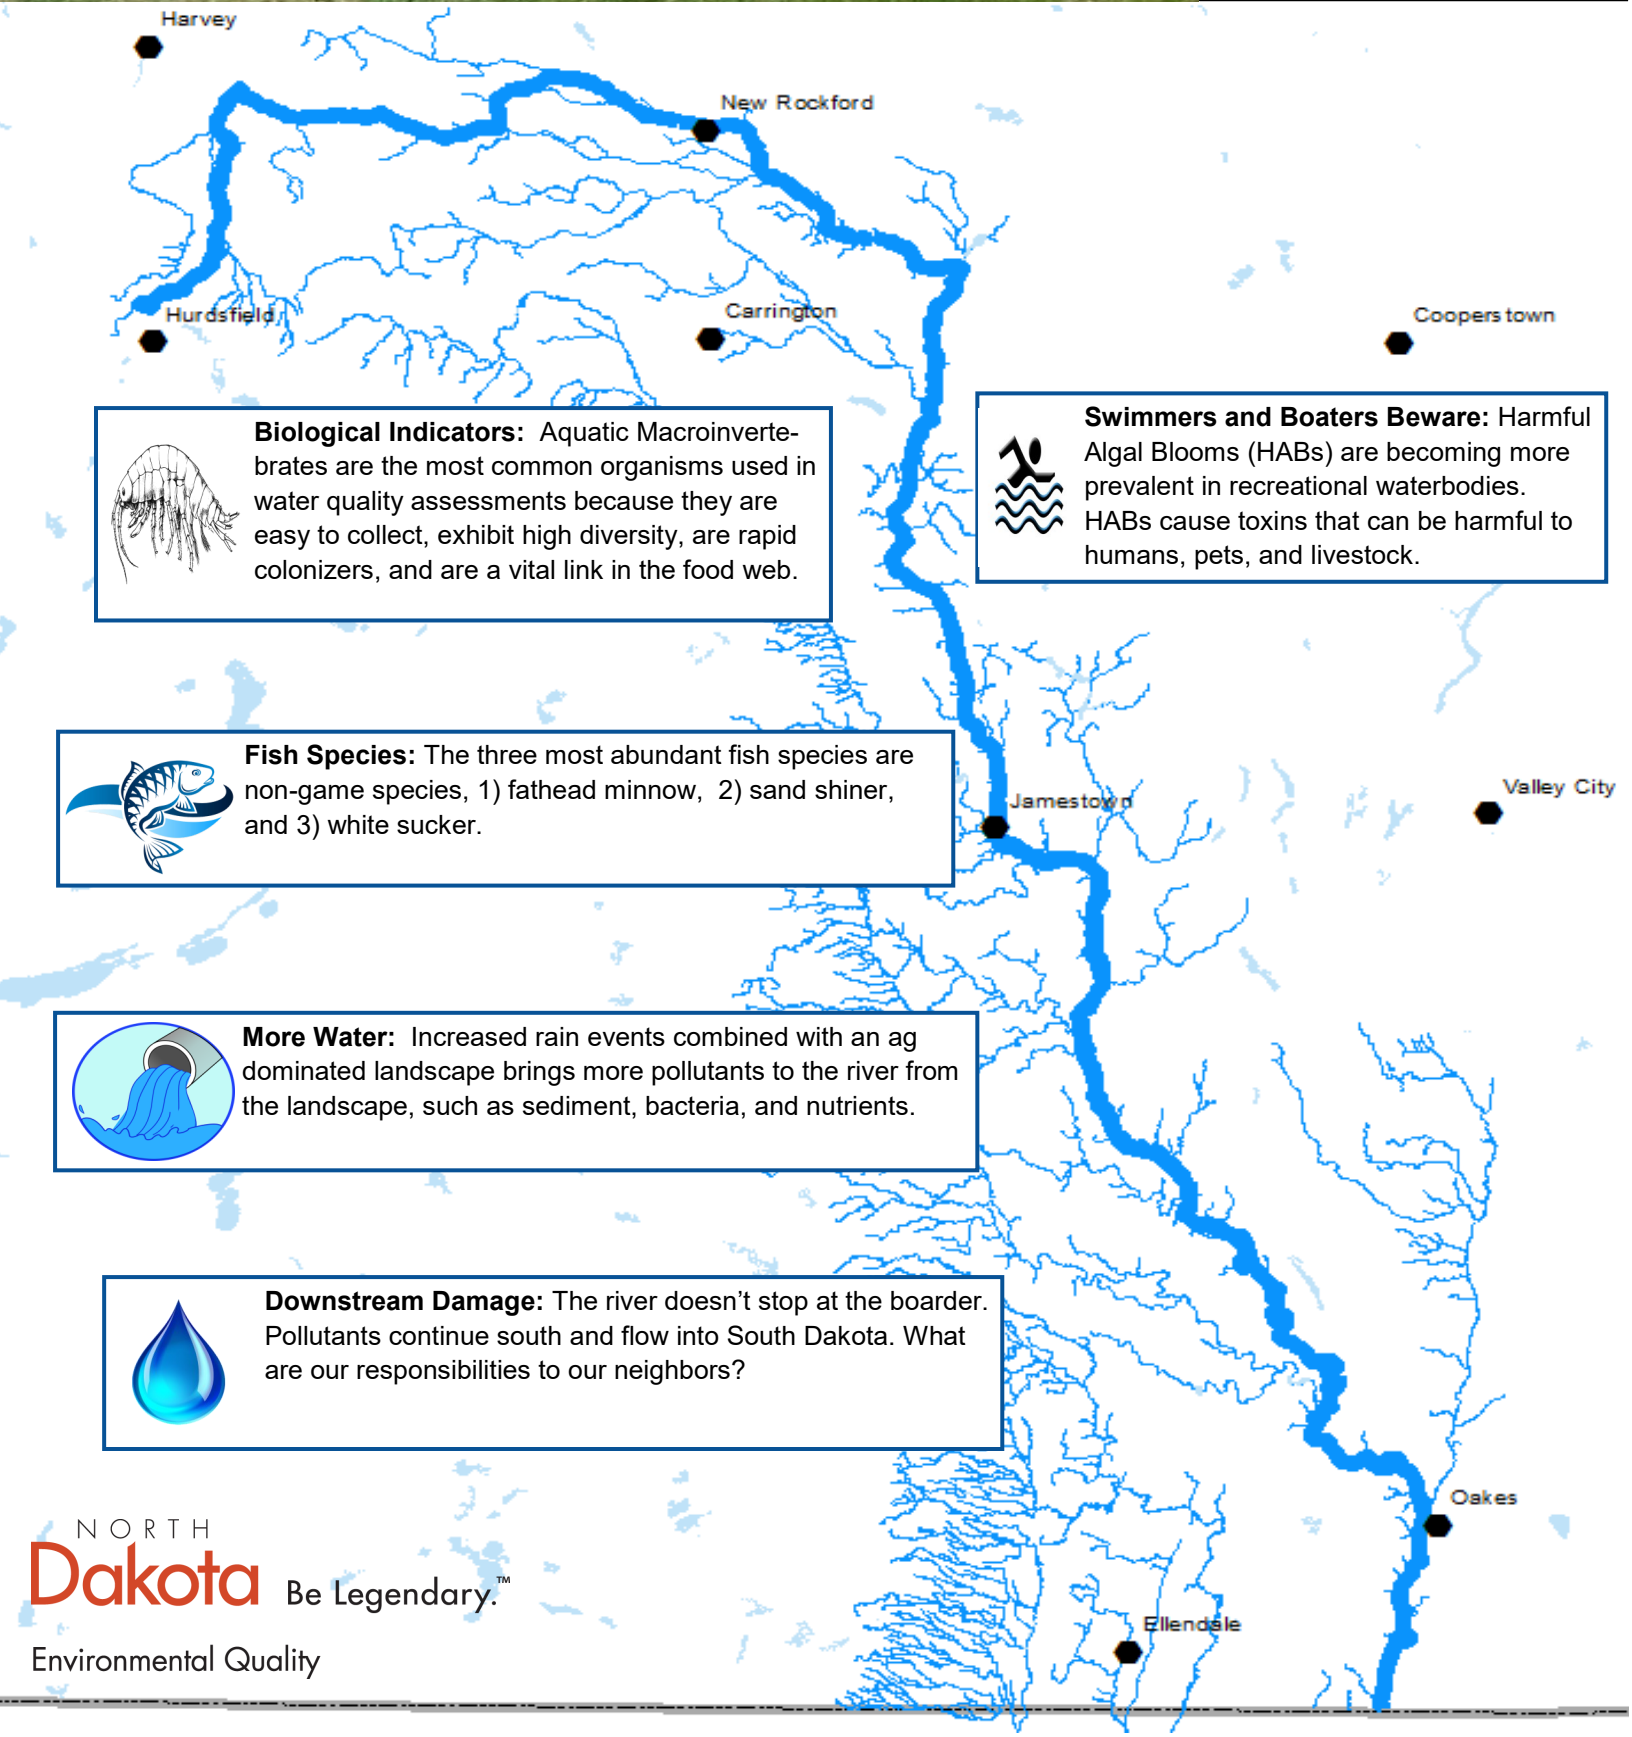 Harvey
New Rockford
Hurdsfield
Carrington
Cooperstown
Biological Indicators: Aquatic Macroinverte-
brates are the most common organisms used in
water quality assessments because they are
easy to collect, exhibit high diversity, are rapid
colonizers, and are a vital link in the food web.
Swimmers and Boaters Beware: Harmful
Algal Blooms (HABs) are becoming more
prevalent in recreational waterbodies.
HABs cause toxins that can be harmful to
humans, pets, and livestock.
Fish Species: The three most abundant fish species are
non-game species, 1) fathead minnow, 2) sand shiner,
and 3) white sucker.
Jamestown
Valley City
More Water: Increased rain events combined with an ag
dominated landscape brings more pollutants to the river from
the landscape, such as sediment, bacteria, and nutrients.
Downstream Damage: The river doesn’t stop at the boarder.
Pollutants continue south and flow into South Dakota. What
are our responsibilities to our neighbors?
Oakes
Ellendale
NORTH
Dakota Be Legendary.™
Environmental Quality